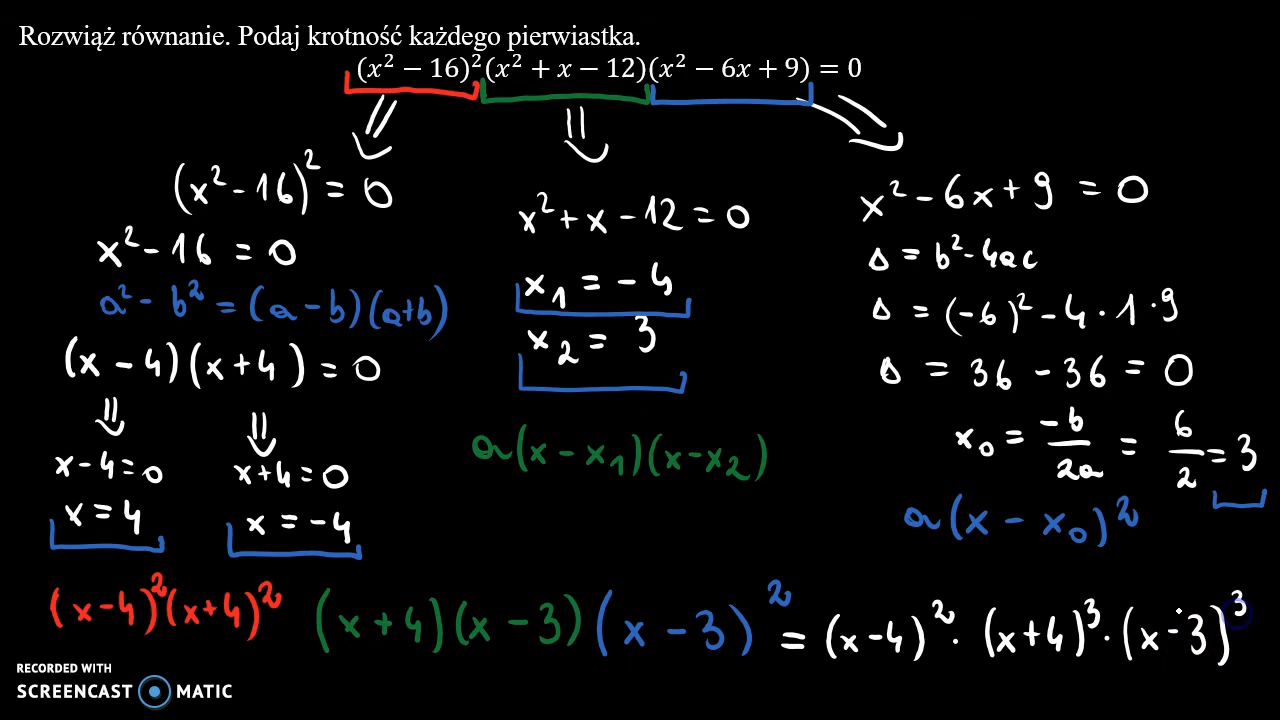 Rozwiąż równanie. Podaj krotność każdego pierwiastka.
(x² − 16)²(x² + x − 12)(x² − 6x + 9) = 0
(x² − 16)² = 0
x² − 16 = 0
a² − b² = (a − b)(a+b)
(x − 4)(x + 4) = 0
x − 4 = 0
x = 4
x + 4 = 0
x = −4
x² + x − 12 = 0
x₁ = − 4
x₂ = 3
a(x − x₁)(x − x₂)
x² − 6x + 9 = 0
Δ = b² − 4ac
Δ = (−6)² − 4 · 1 · 9
Δ = 36 − 36 = 0
x₀ = −b/2a = 6/2 = 3
a(x − x₀)²
(x − 4)²(x + 4)² (x + 4)(x − 3)(x − 3)² = (x − 4)² · (x + 4)³ · (x − 3)³
RECORDED WITH
SCREENCAST MATIC